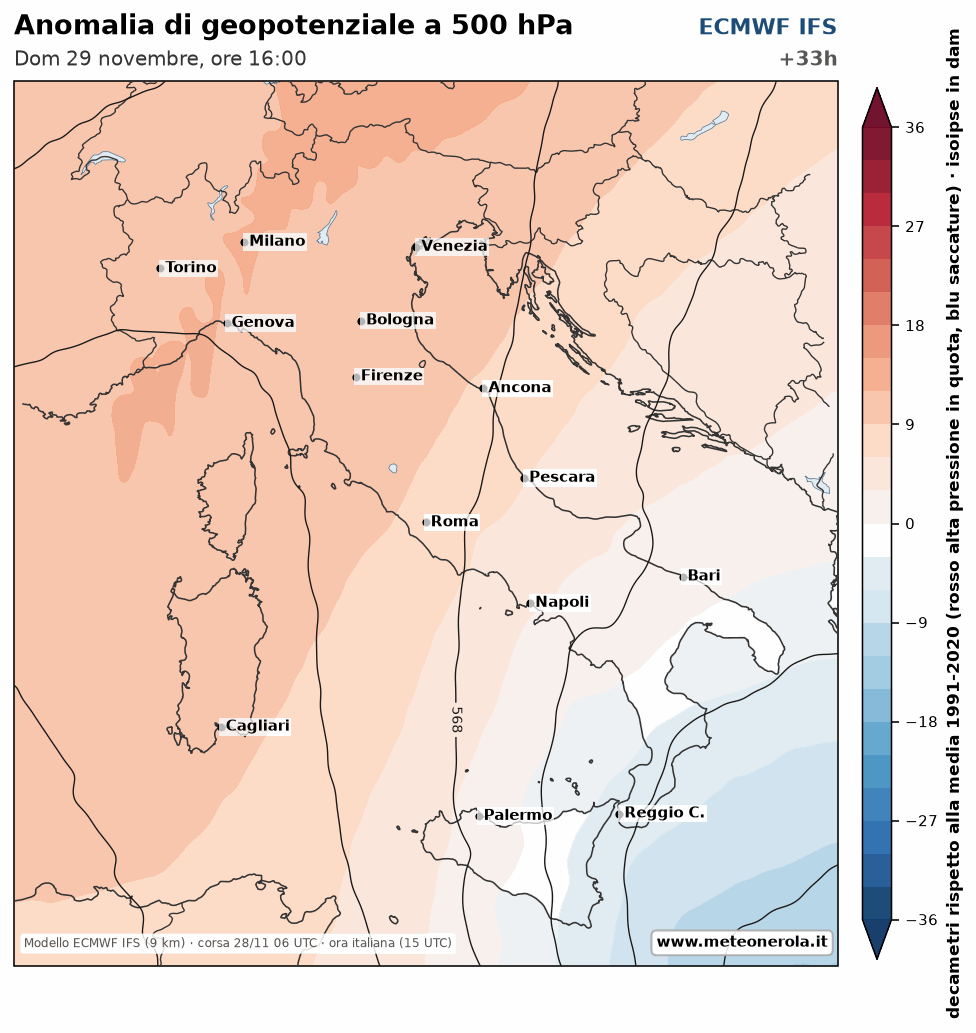 Anomalia di geopotenziale a 500 hPa
ECMWF IFS
Dom 29 novembre, ore 16:00
+33h
Milano
Venezia
Torino
Genova
Bologna
Firenze
Ancona
Pescara
Roma
Bari
Napoli
568
Cagliari
Palermo
Reggio C.
Modello ECMWF IFS (9 km) · corsa 28/11 06 UTC · ora italiana (15 UTC)
www.meteonerola.it
36
27
18
9
0
−9
−18
−27
−36
decametri rispetto alla media 1991-2020 (rosso alta pressione in quota, blu saccature) · isoipse in dam